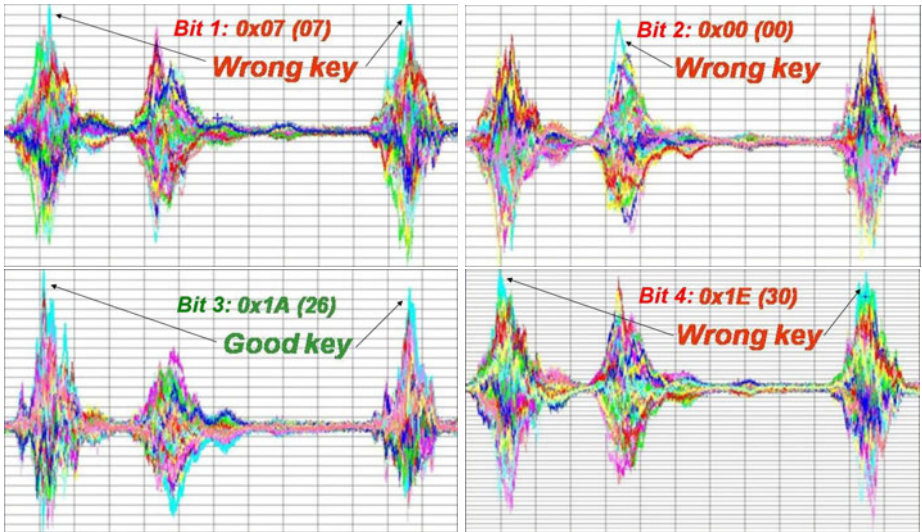 Bit 1: 0x07 (07)
Wrong key
Bit 2: 0x00 (00)
Wrong key
Bit 3: 0x1A (26)
Good key
Bit 4: 0x1E (30)
Wrong key